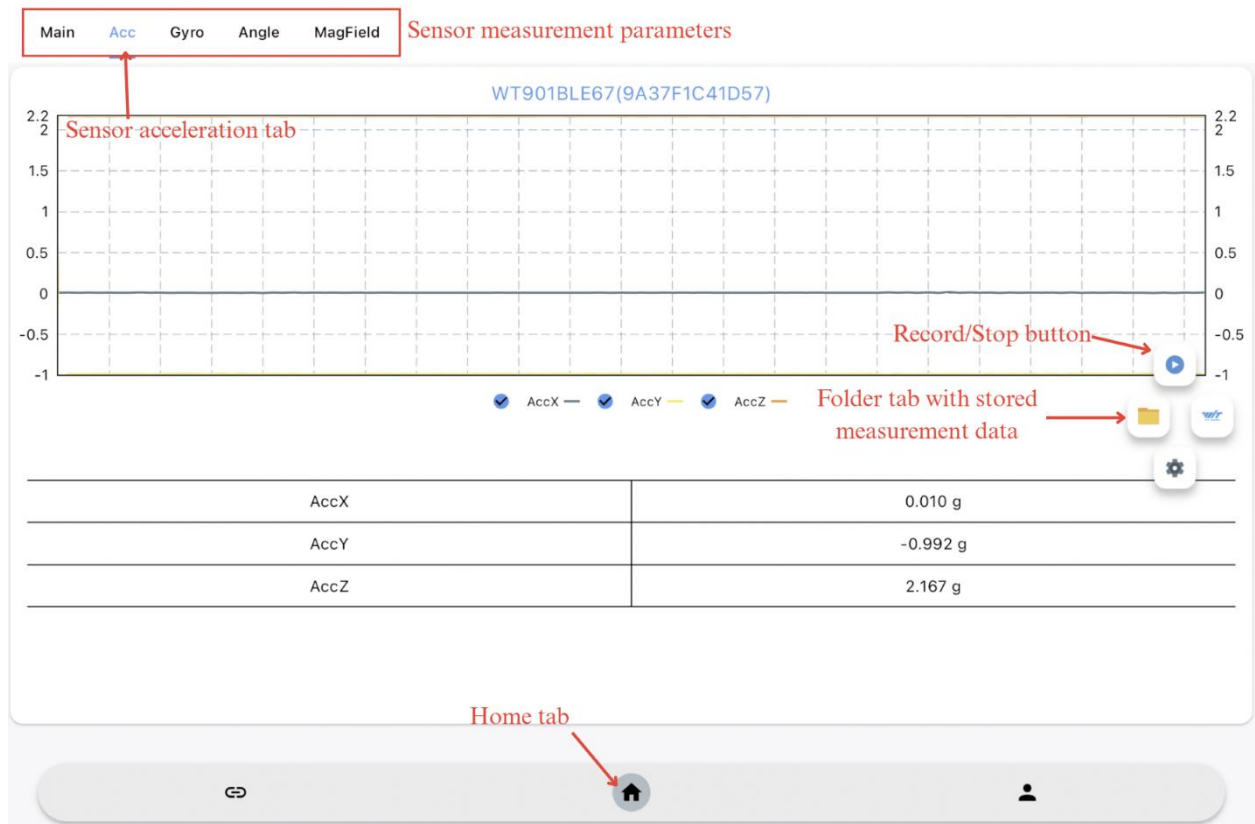 Main Acc Gyro Angle MagField Sensor measurement parameters
WT901BLE67(9A37F1C41D57)
Sensor acceleration tab
2.2 2.2
2 2
1.5 1.5
1 1
0.5 0.5
0 0
-0.5 -0.5
Record/Stop button
-1 -1
AccX AccY AccZ
Folder tab with stored
measurement data
WT
AccX 0.010 g
AccY -0.992 g
AccZ 2.167 g
Home tab